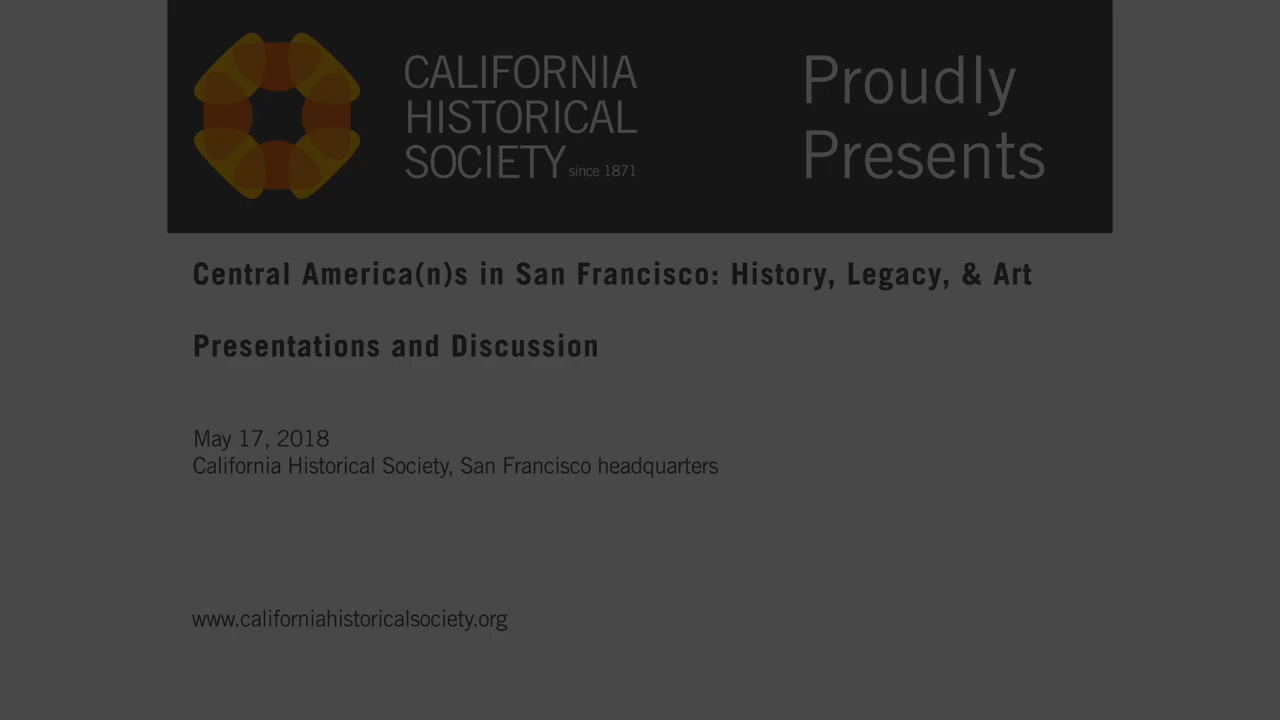 CALIFORNIA
HISTORICAL
SOCIETY since 1871
Proudly
Presents
Central America(n)s in San Francisco: History, Legacy, & Art
Presentations and Discussion
May 17, 2018
California Historical Society, San Francisco headquarters
www.californiahistoricalsociety.org